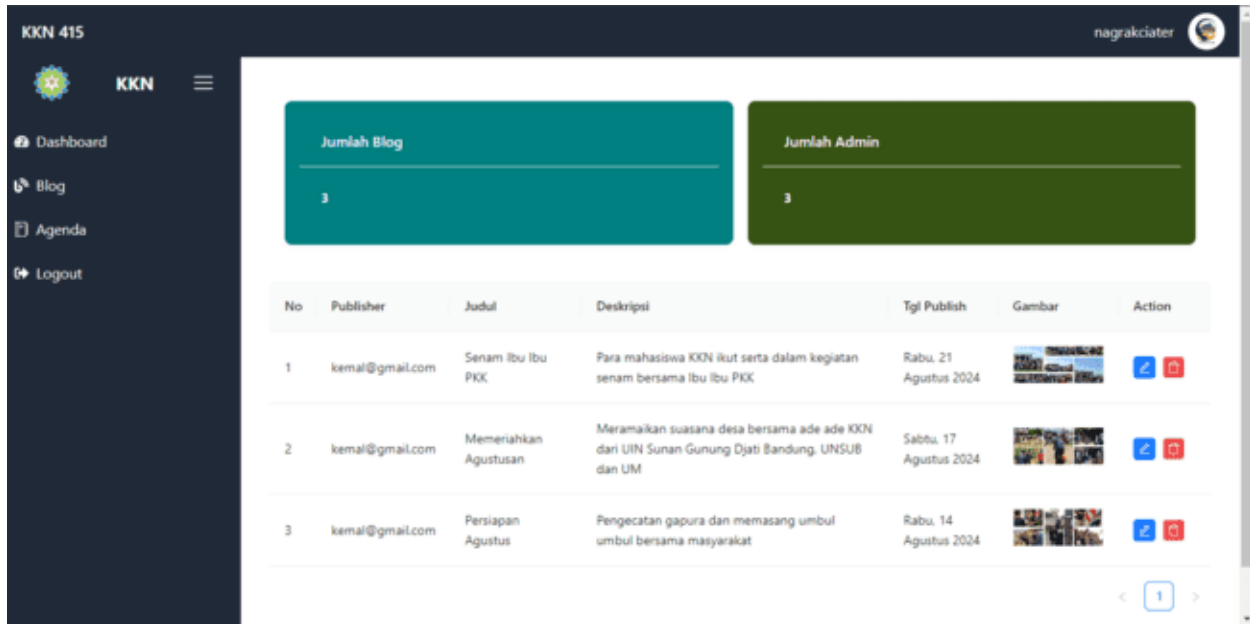 KKN 415
nagrakciater
KKN
Dashboard
Blog
Agenda
Logout
Jumlah Blog
3
Jumlah Admin
3
No Publisher Judul Deskripsi Tgl Publish Gambar Action
1 kemal@gmail.com
Senam Ibu Ibu
PKK
Para mahasiswa KKN ikut serta dalam kegiatan
senam bersama Ibu Ibu PKK
Rabu, 21
Agustus 2024
2 kemal@gmail.com
Memeriahkan
Agustusan
Meramaikan suasana desa bersama ade ade KKN
dari UIN Sunan Gunung Djati Bandung, UNSUB
dan UM
Sabtu, 17
Agustus 2024
3 kemal@gmail.com
Persiapan
Agustus
Pengecatan gapura dan memasang umbul
umbul bersama masyarakat
Rabu, 14
Agustus 2024
< 1 >